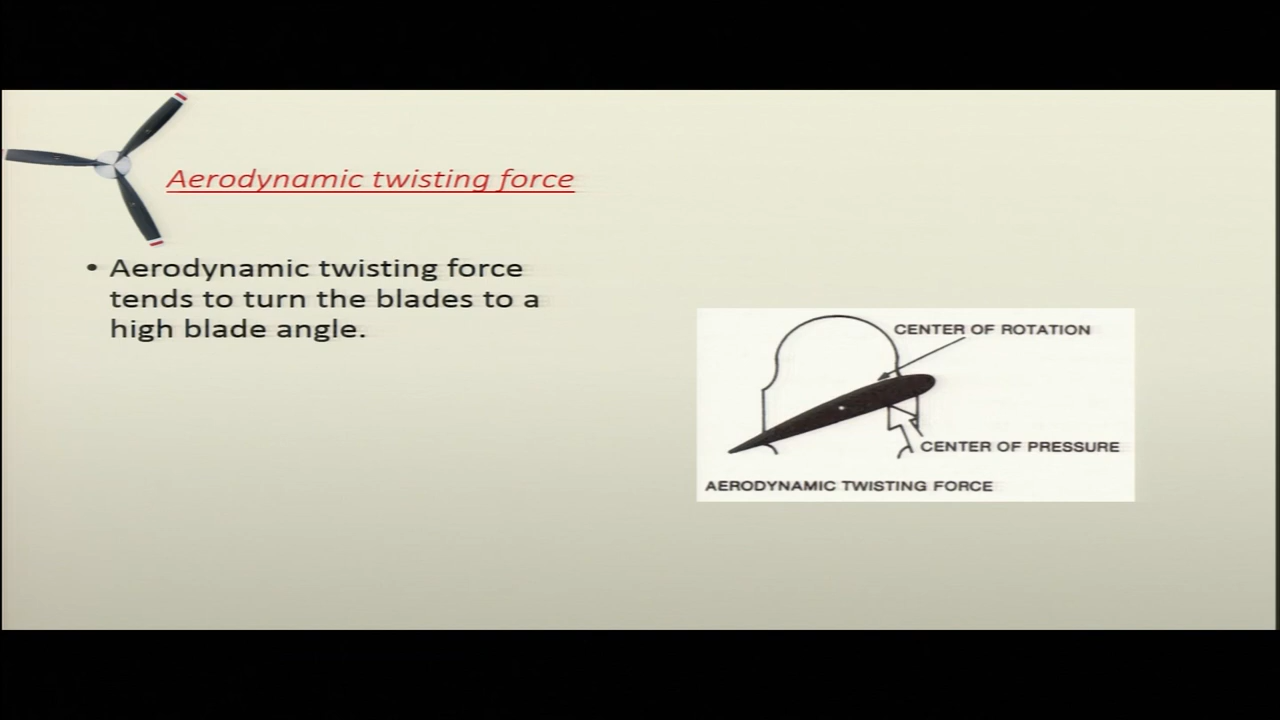 Aerodynamic twisting force
• Aerodynamic twisting force
tends to turn the blades to a
high blade angle.
CENTER OF ROTATION
CENTER OF PRESSURE
AERODYNAMIC TWISTING FORCE